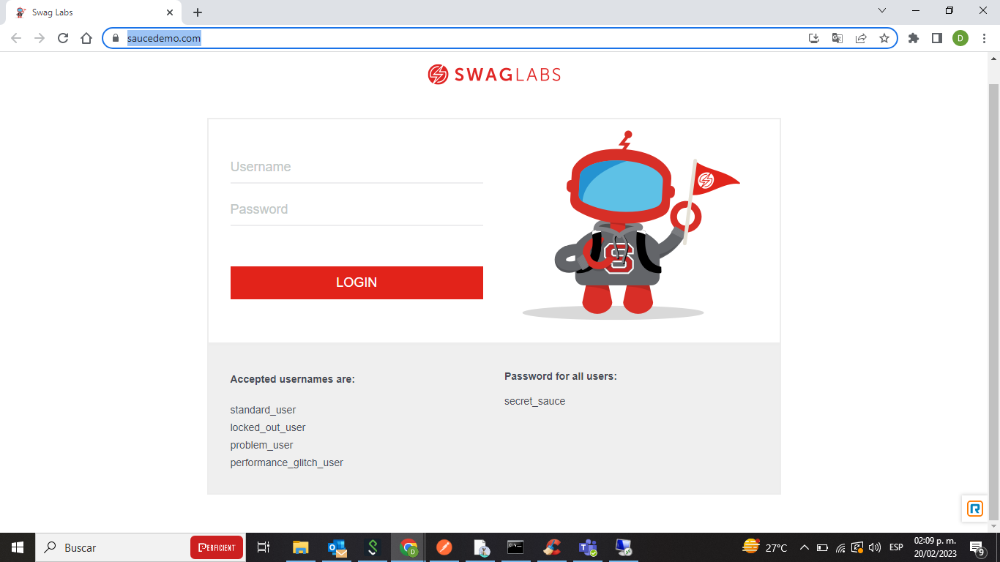 Swag Labs
saucedemo.com
D
SWAGLABS
Username
Password
LOGIN
S
Accepted usernames are:
standard_user
locked_out_user
problem_user
performance_glitch_user
Password for all users:
secret_sauce
Buscar
PERFICIENT
27°C
ESP
02:09 p. m.
20/02/2023
9